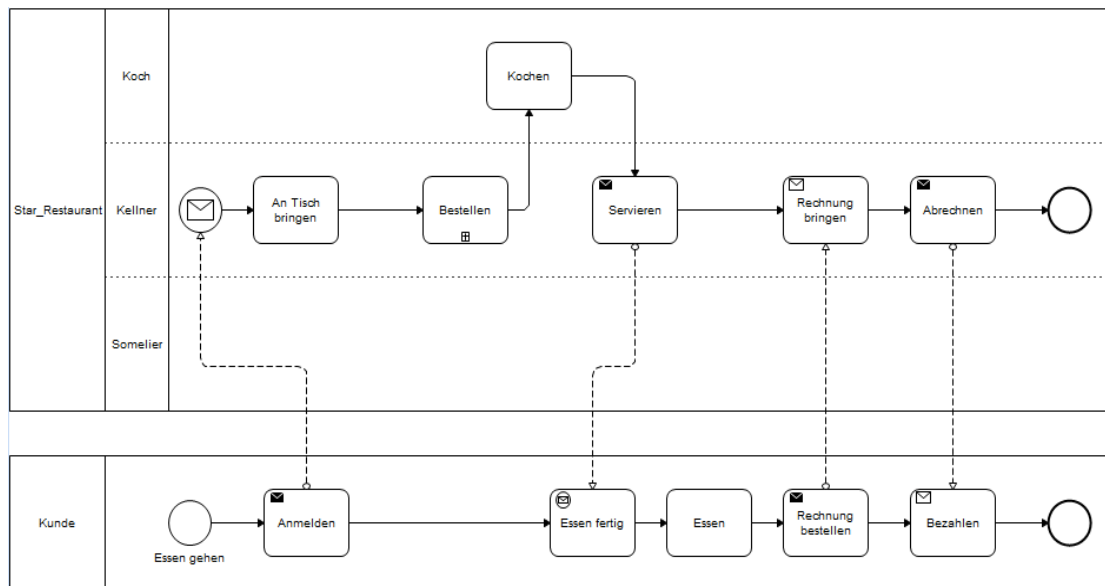 Koch
Kochen
Star_Restaurant
Kellner
An Tisch
bringen
Bestellen
Servieren
Rechnung
bringen
Abrechnen
Somelier
Kunde
Essen gehen
Anmelden
Essen fertig
Essen
Rechnung
bestellen
Bezahlen